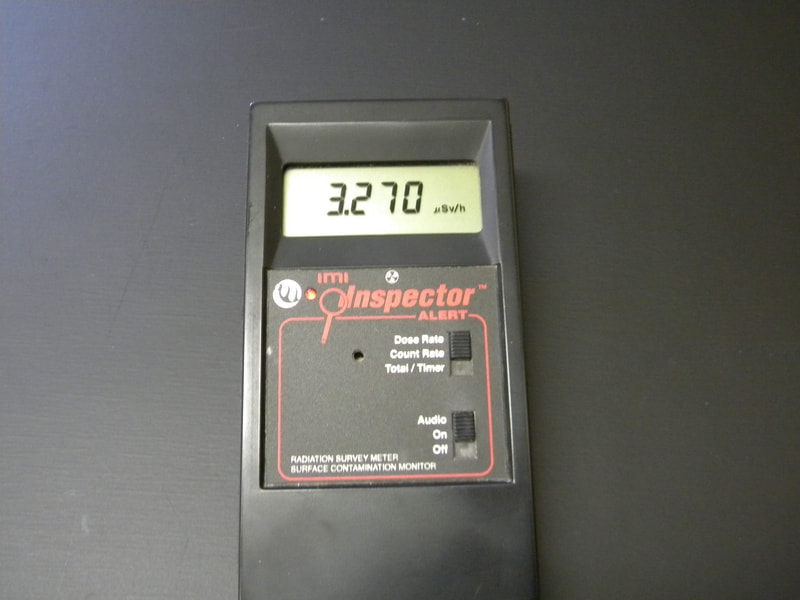 3.270 µSv/h
imi
Inspector™
ALERT
Dose Rate
Count Rate
Total / Timer
Audio
On
Off
RADIATION SURVEY METER
SURFACE CONTAMINATION MONITOR